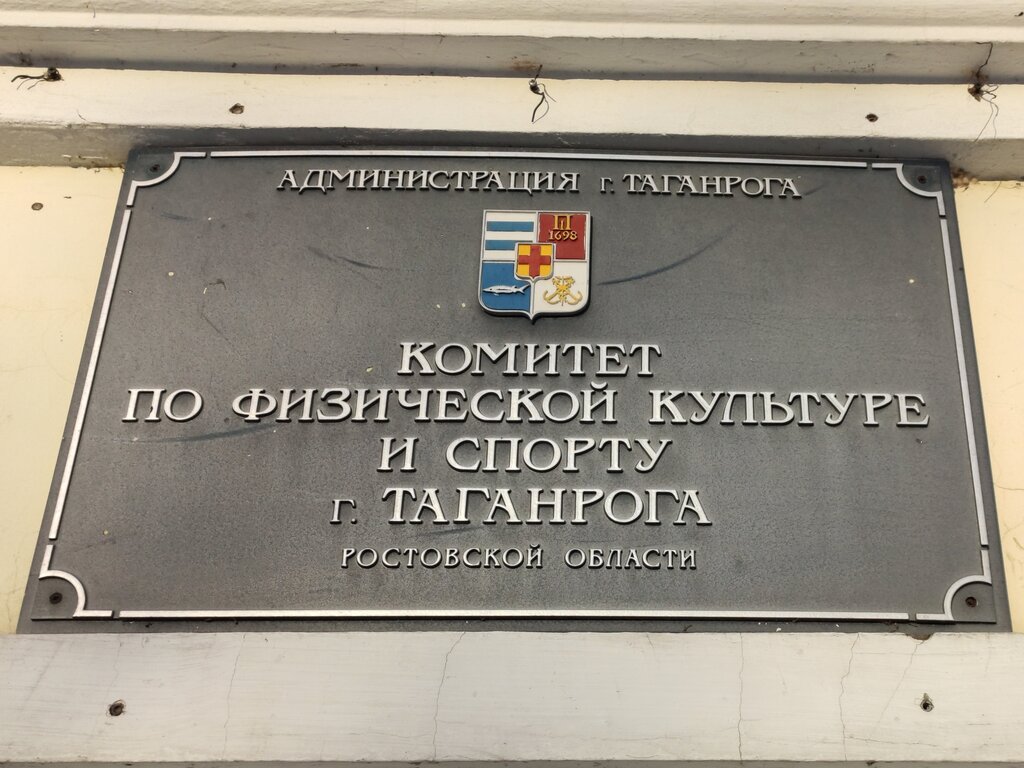 АДМИНИСТРАЦИЯ г. ТАГАНРОГА
П
1698
КОМИТЕТ
ПО ФИЗИЧЕСКОЙ КУЛЬТУРЕ
И СПОРТУ
г. ТАГАНРОГА
РОСТОВСКОЙ ОБЛАСТИ